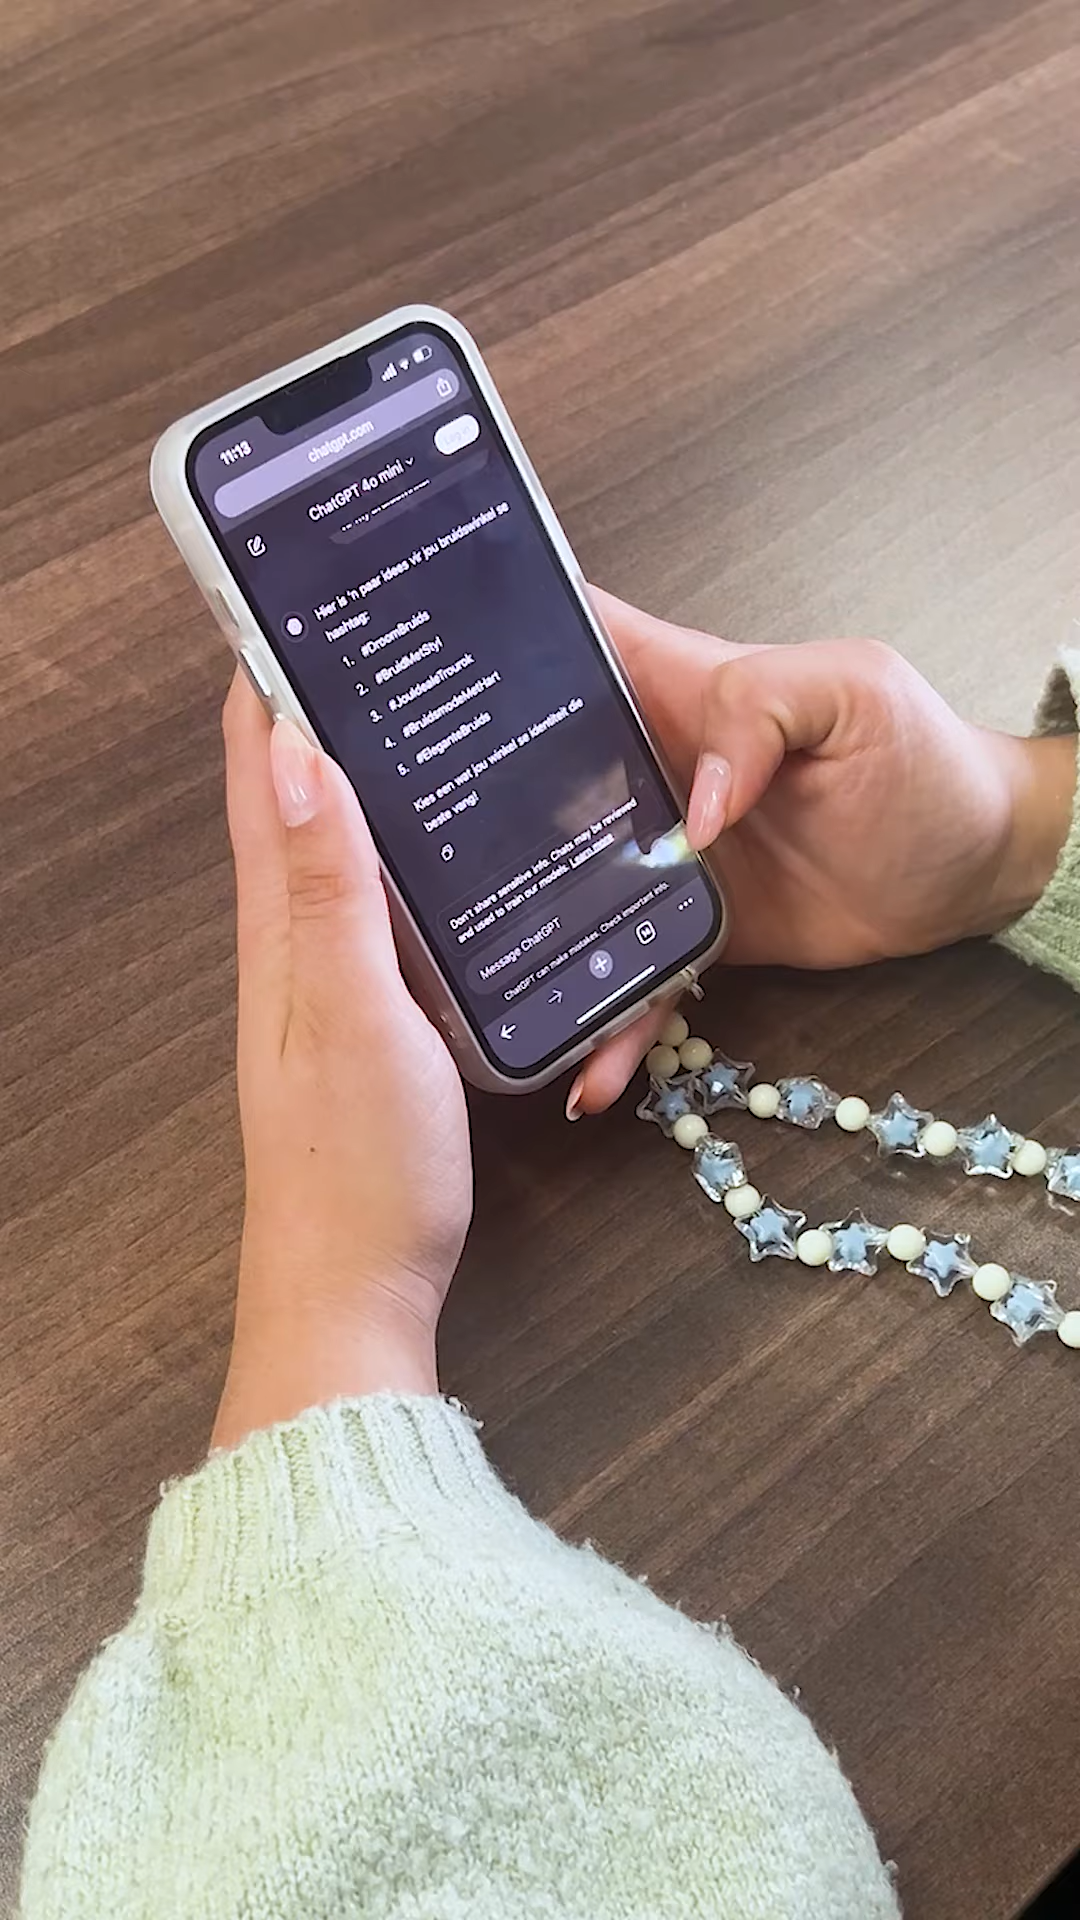 11:13
chatgpt.com
ChatGPT 4o mini
Log in
Hier is 'n paar idees vir jou bruidswinkel se
hashtag:
1. #DroomBruids
2. #BruidMetStyl
3. #JouIdealeTrourok
4. #BruidsmodeMetHart
5. #EleganteBruids
Kies een wat jou winkel se identiteit die
beste vang!
Don't share sensitive info. Chats may be reviewed
and used to train our models. Learn more
Message ChatGPT
ChatGPT can make mistakes. Check important info.